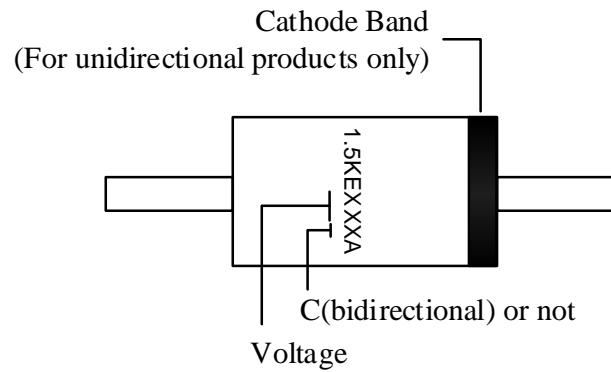 Cathode Band
(For unidirectional products only)
1.5KEXXXA
C(bidirectional) or not
Voltage